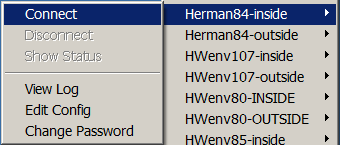 Connect
Disconnect
Show Status
View Log
Edit Config
Change Password
Herman84-inside
Herman84-outside
HWenv107-inside
HWenv107-outside
HWenv80-INSIDE
HWenv80-OUTSIDE
HWenv85-inside